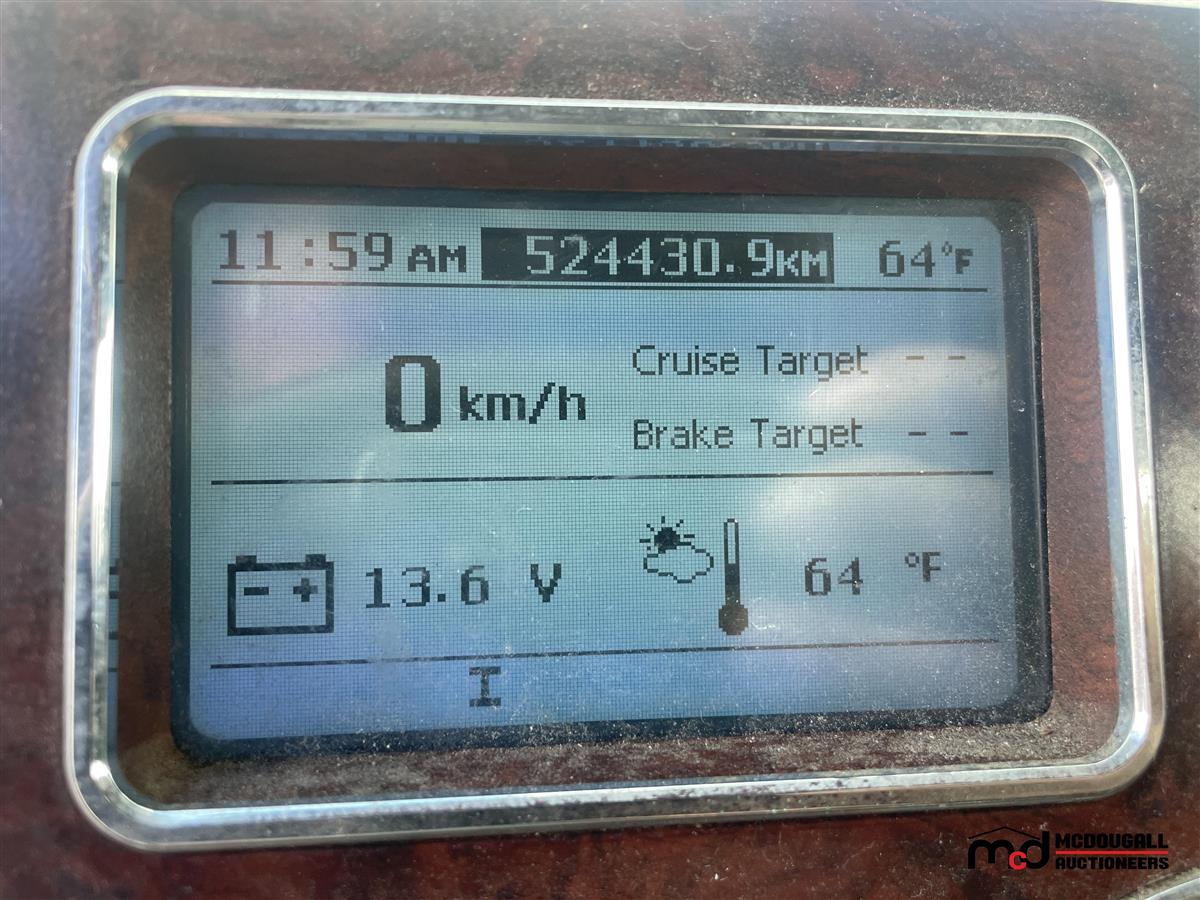 11:59 AM 524430.9KM 64°F
0 km/h
Cruise Target - -
Brake Target - -
- + 13.6 V 64 °F
I
mcd MCDOUGALL
AUCTIONEERS